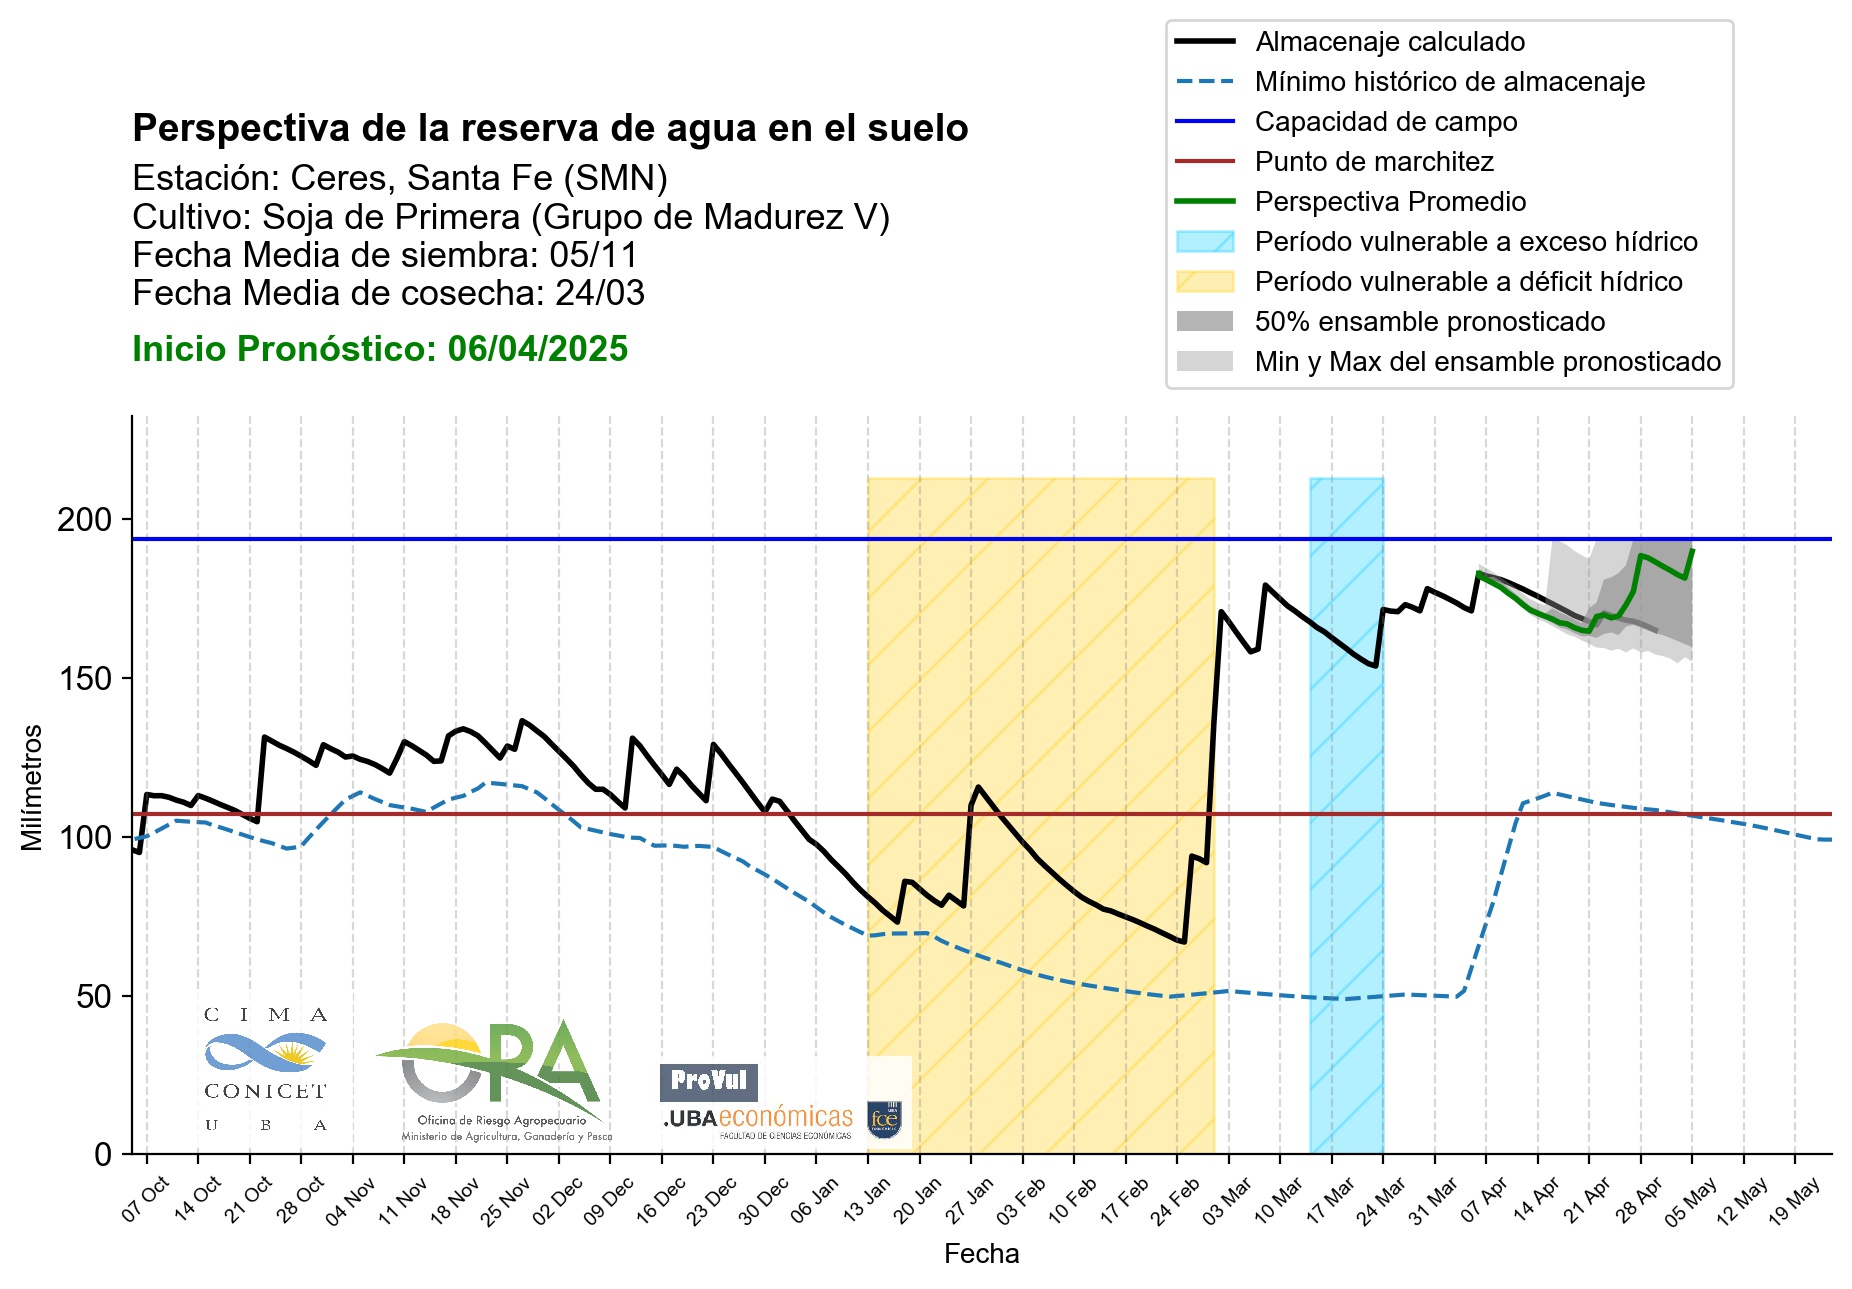 Almacenaje calculado
Mínimo histórico de almacenaje
Capacidad de campo
Punto de marchitez
Perspectiva Promedio
Período vulnerable a exceso hídrico
Período vulnerable a déficit hídrico
50% ensamble pronosticado
Min y Max del ensamble pronosticado
Perspectiva de la reserva de agua en el suelo
Estación: Ceres, Santa Fe (SMN)
Cultivo: Soja de Primera (Grupo de Madurez V)
Fecha Media de siembra: 05/11
Fecha Media de cosecha: 24/03
Inicio Pronóstico: 06/04/2025
Milímetros
200
150
100
50
0
CIMA
CONICET
UBA
ORA
Oficina de Riesgo Agropecuario
Ministerio de Agricultura, Ganadería y Pesca
ProVul
.UBAeconómicas
FACULTAD DE CIENCIAS ECONÓMICAS
UBA
fce
ECONÓMICAS
07 Oct
14 Oct
21 Oct
28 Oct
04 Nov
11 Nov
18 Nov
25 Nov
02 Dec
09 Dec
16 Dec
23 Dec
30 Dec
06 Jan
13 Jan
20 Jan
27 Jan
03 Feb
10 Feb
17 Feb
24 Feb
03 Mar
10 Mar
17 Mar
24 Mar
31 Mar
07 Apr
14 Apr
21 Apr
28 Apr
05 May
12 May
19 May
Fecha